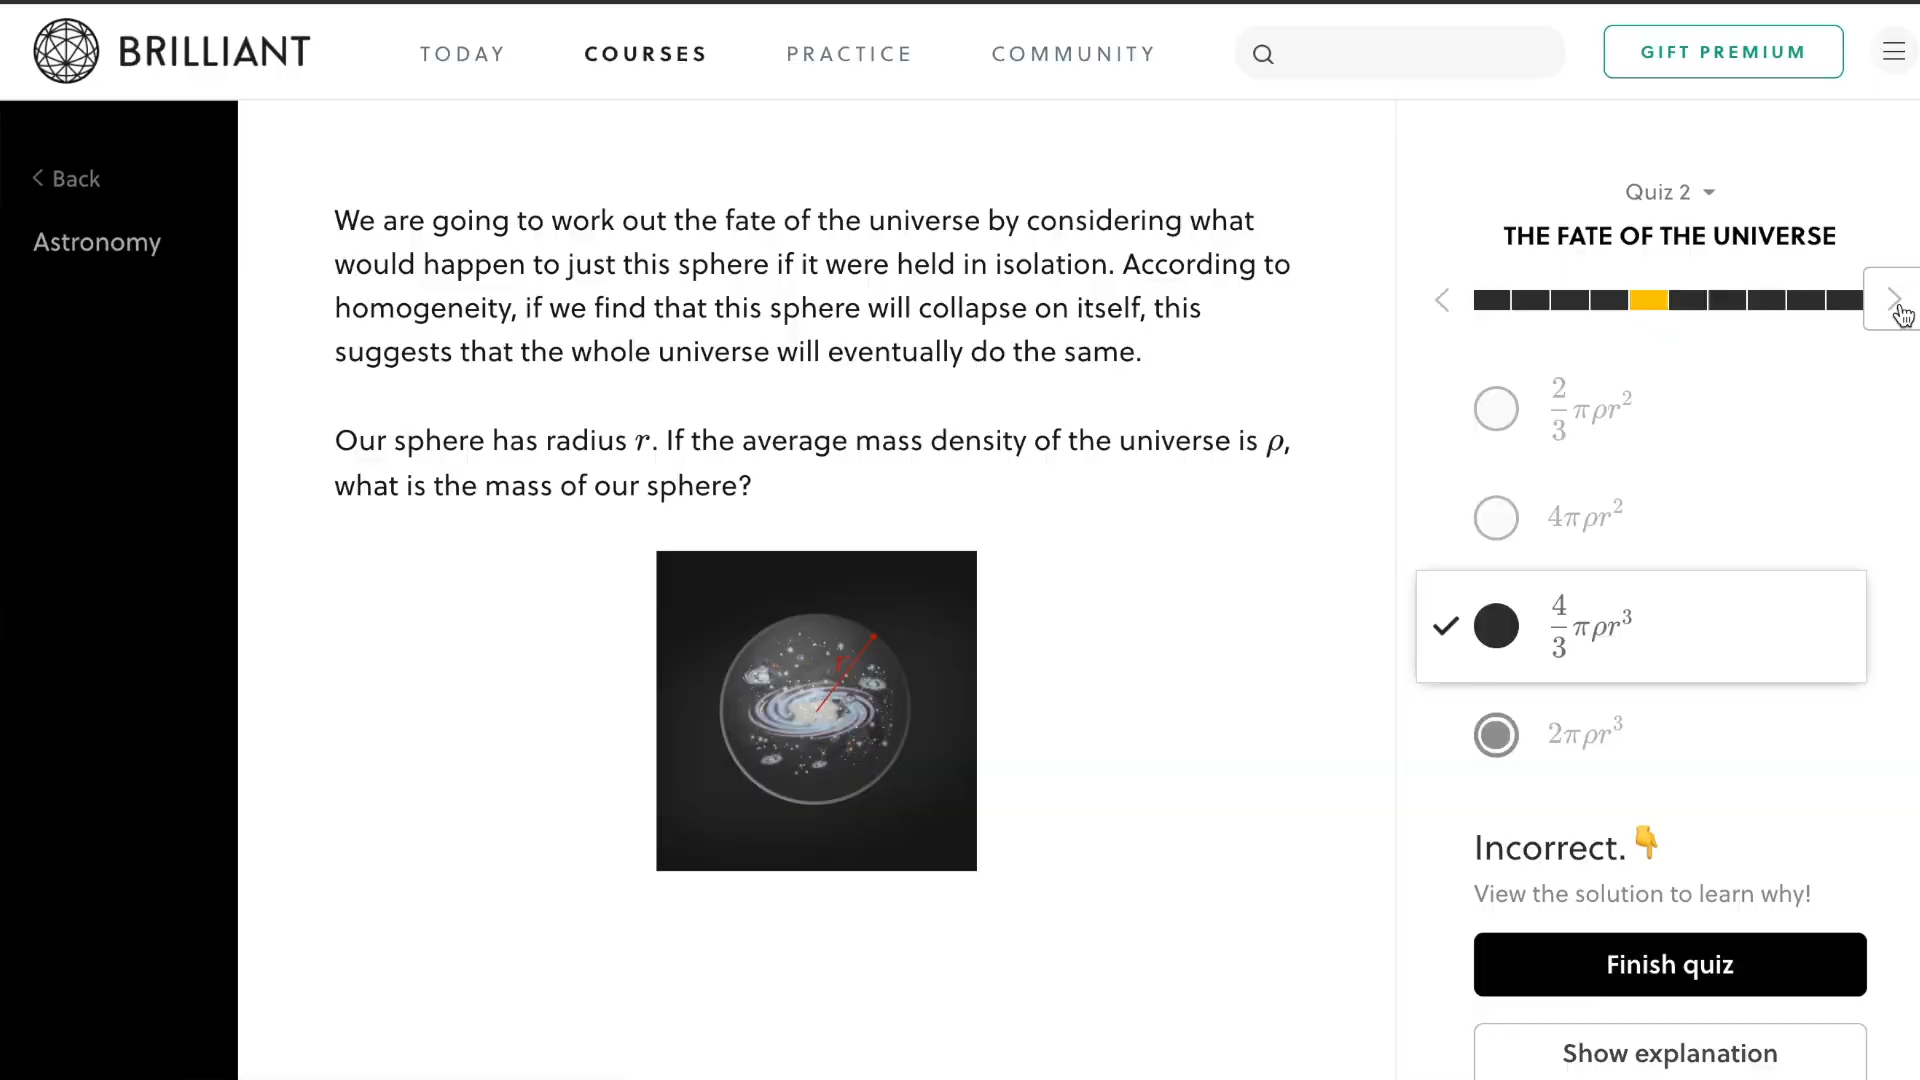 BRILLIANT
TODAY
COURSES
PRACTICE
COMMUNITY
GIFT PREMIUM
Back
Astronomy
We are going to work out the fate of the universe by considering what
would happen to just this sphere if it were held in isolation. According to
homogeneity, if we find that this sphere will collapse on itself, this
suggests that the whole universe will eventually do the same.
Our sphere has radius r. If the average mass density of the universe is ρ,
what is the mass of our sphere?
r
Quiz 2
THE FATE OF THE UNIVERSE
2/3 πρr²
4πρr²
4/3 πρr³
2πρr³
Incorrect.👇
View the solution to learn why!
Finish quiz
Show explanation